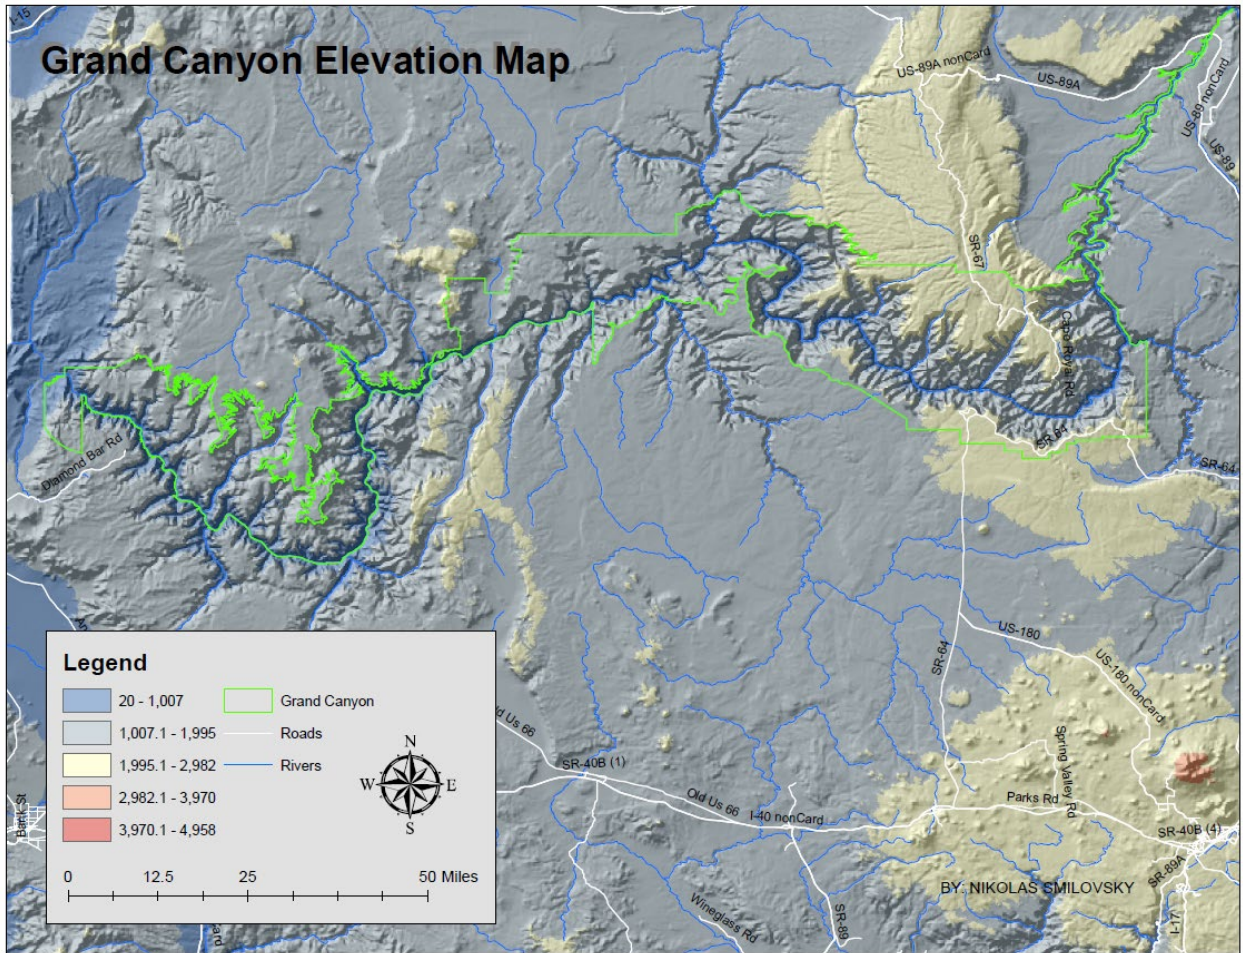 I-15
Grand Canyon Elevation Map
US-89A nonCard
US-89A
US-89 nonCard
US-89
SR-67
Cape Royal Rd
Diamond Bar Rd
SR-64
SR-64
US-180
SR-64
US-180 nonCard
Legend
20 - 1,007
Grand Canyon
1,007.1 - 1,995
Roads
1,995.1 - 2,982
Rivers
2,982.1 - 3,970
3,970.1 - 4,958
N
W
E
S
0
12.5
25
50 Miles
Old Us 66
SR-40B (1)
Old Us 66
I-40 nonCard
Spring Valley Rd
Parks Rd
SR-40B (4)
Bank St
SR-89A
BY: NIKOLAS SMILOVSKY
Wineglass Rd
SR-89
I-17